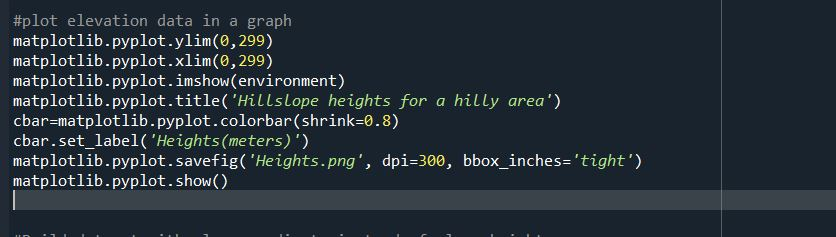 #plot elevation data in a graph
matplotlib.pyplot.ylim(0,299)
matplotlib.pyplot.xlim(0,299)
matplotlib.pyplot.imshow(environment)
matplotlib.pyplot.title('Hillslope heights for a hilly area')
cbar=matplotlib.pyplot.colorbar(shrink=0.8)
cbar.set_label('Heights(meters)')
matplotlib.pyplot.savefig('Heights.png', dpi=300, bbox_inches='tight')
matplotlib.pyplot.show()